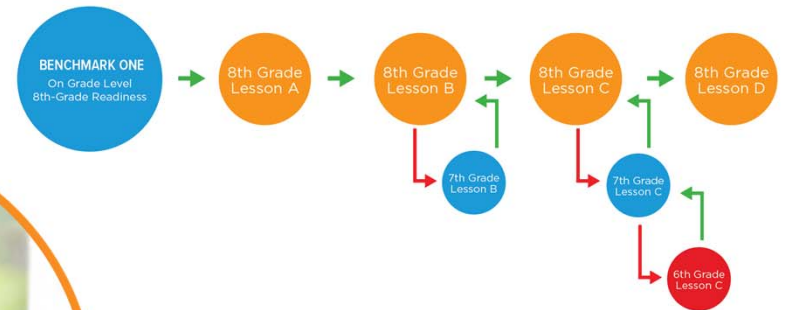 BENCHMARK ONE
On Grade Level
8th-Grade Readiness
8th Grade
Lesson A
8th Grade
Lesson B
8th Grade
Lesson C
8th Grade
Lesson D
7th Grade
Lesson B
7th Grade
Lesson C
6th Grade
Lesson C